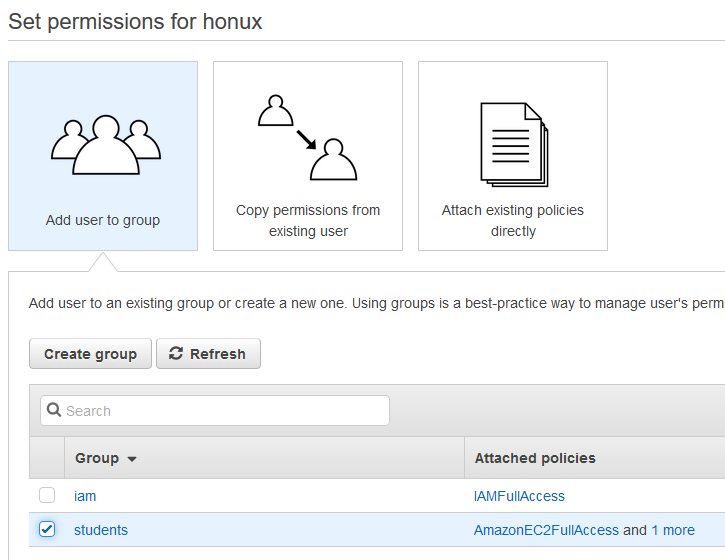 Set permissions for honux
Add user to group
Copy permissions from
existing user
Attach existing policies
directly
Add user to an existing group or create a new one. Using groups is a best-practice way to manage user's perm
Create group
Refresh
Search
Group
Attached policies
iam
IAMFullAccess
students
AmazonEC2FullAccess and 1 more